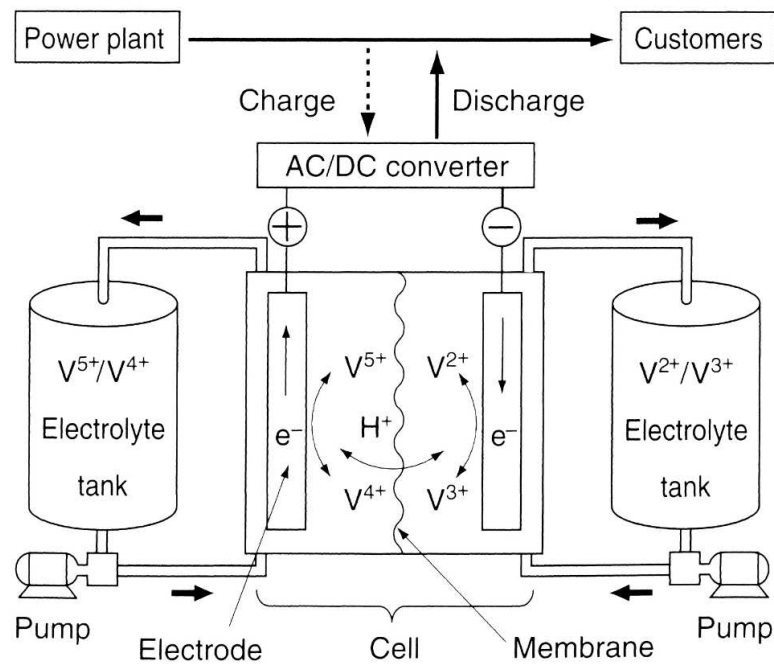 Power plant
Customers
Charge
Discharge
AC/DC converter
+
−
V⁵⁺/V⁴⁺
Electrolyte
tank
V⁵⁺
V²⁺
e⁻
H⁺
e⁻
V⁴⁺
V³⁺
V²⁺/V³⁺
Electrolyte
tank
Pump
Electrode
Cell
Membrane
Pump